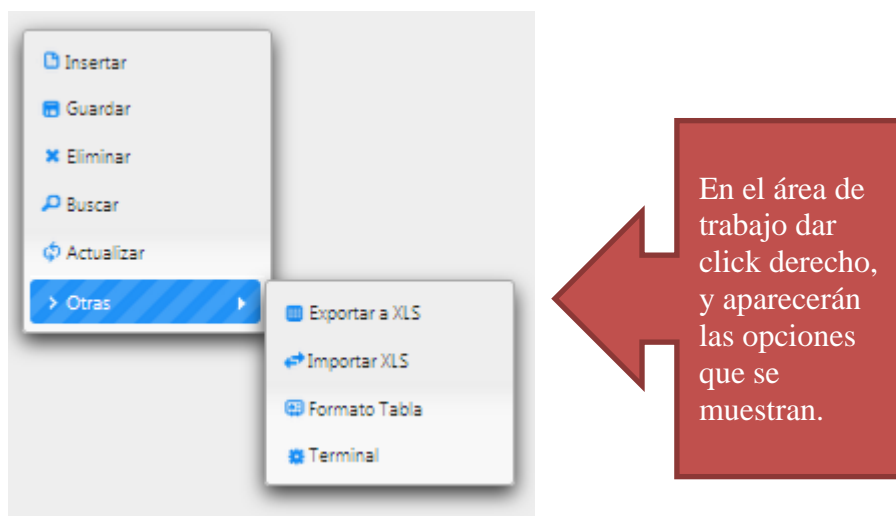 Insertar
Guardar
Eliminar
Buscar
Actualizar
Otras
Exportar a XLS
Importar XLS
Formato Tabla
Terminal
En el área de
trabajo dar
click derecho,
y aparecerán
las opciones
que se
muestran.